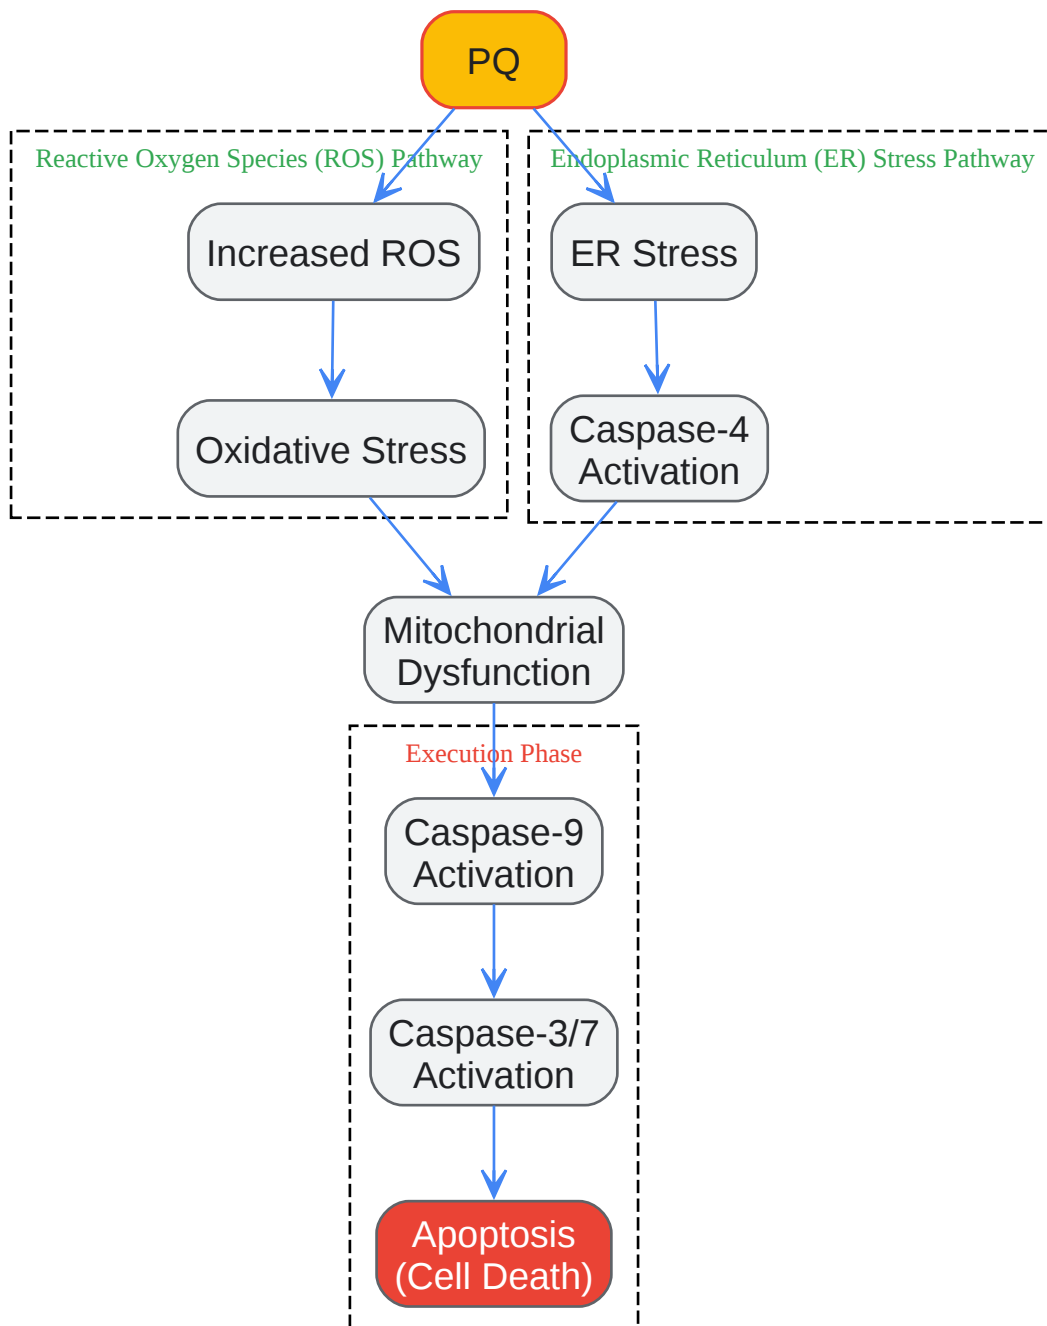 PQ
Reactive Oxygen Species (ROS) Pathway
Endoplasmic Reticulum (ER) Stress Pathway
Increased ROS
ER Stress
Oxidative Stress
Caspase-4
Activation
Mitochondrial
Dysfunction
Execution Phase
Caspase-9
Activation
Caspase-3/7
Activation
Apoptosis
(Cell Death)